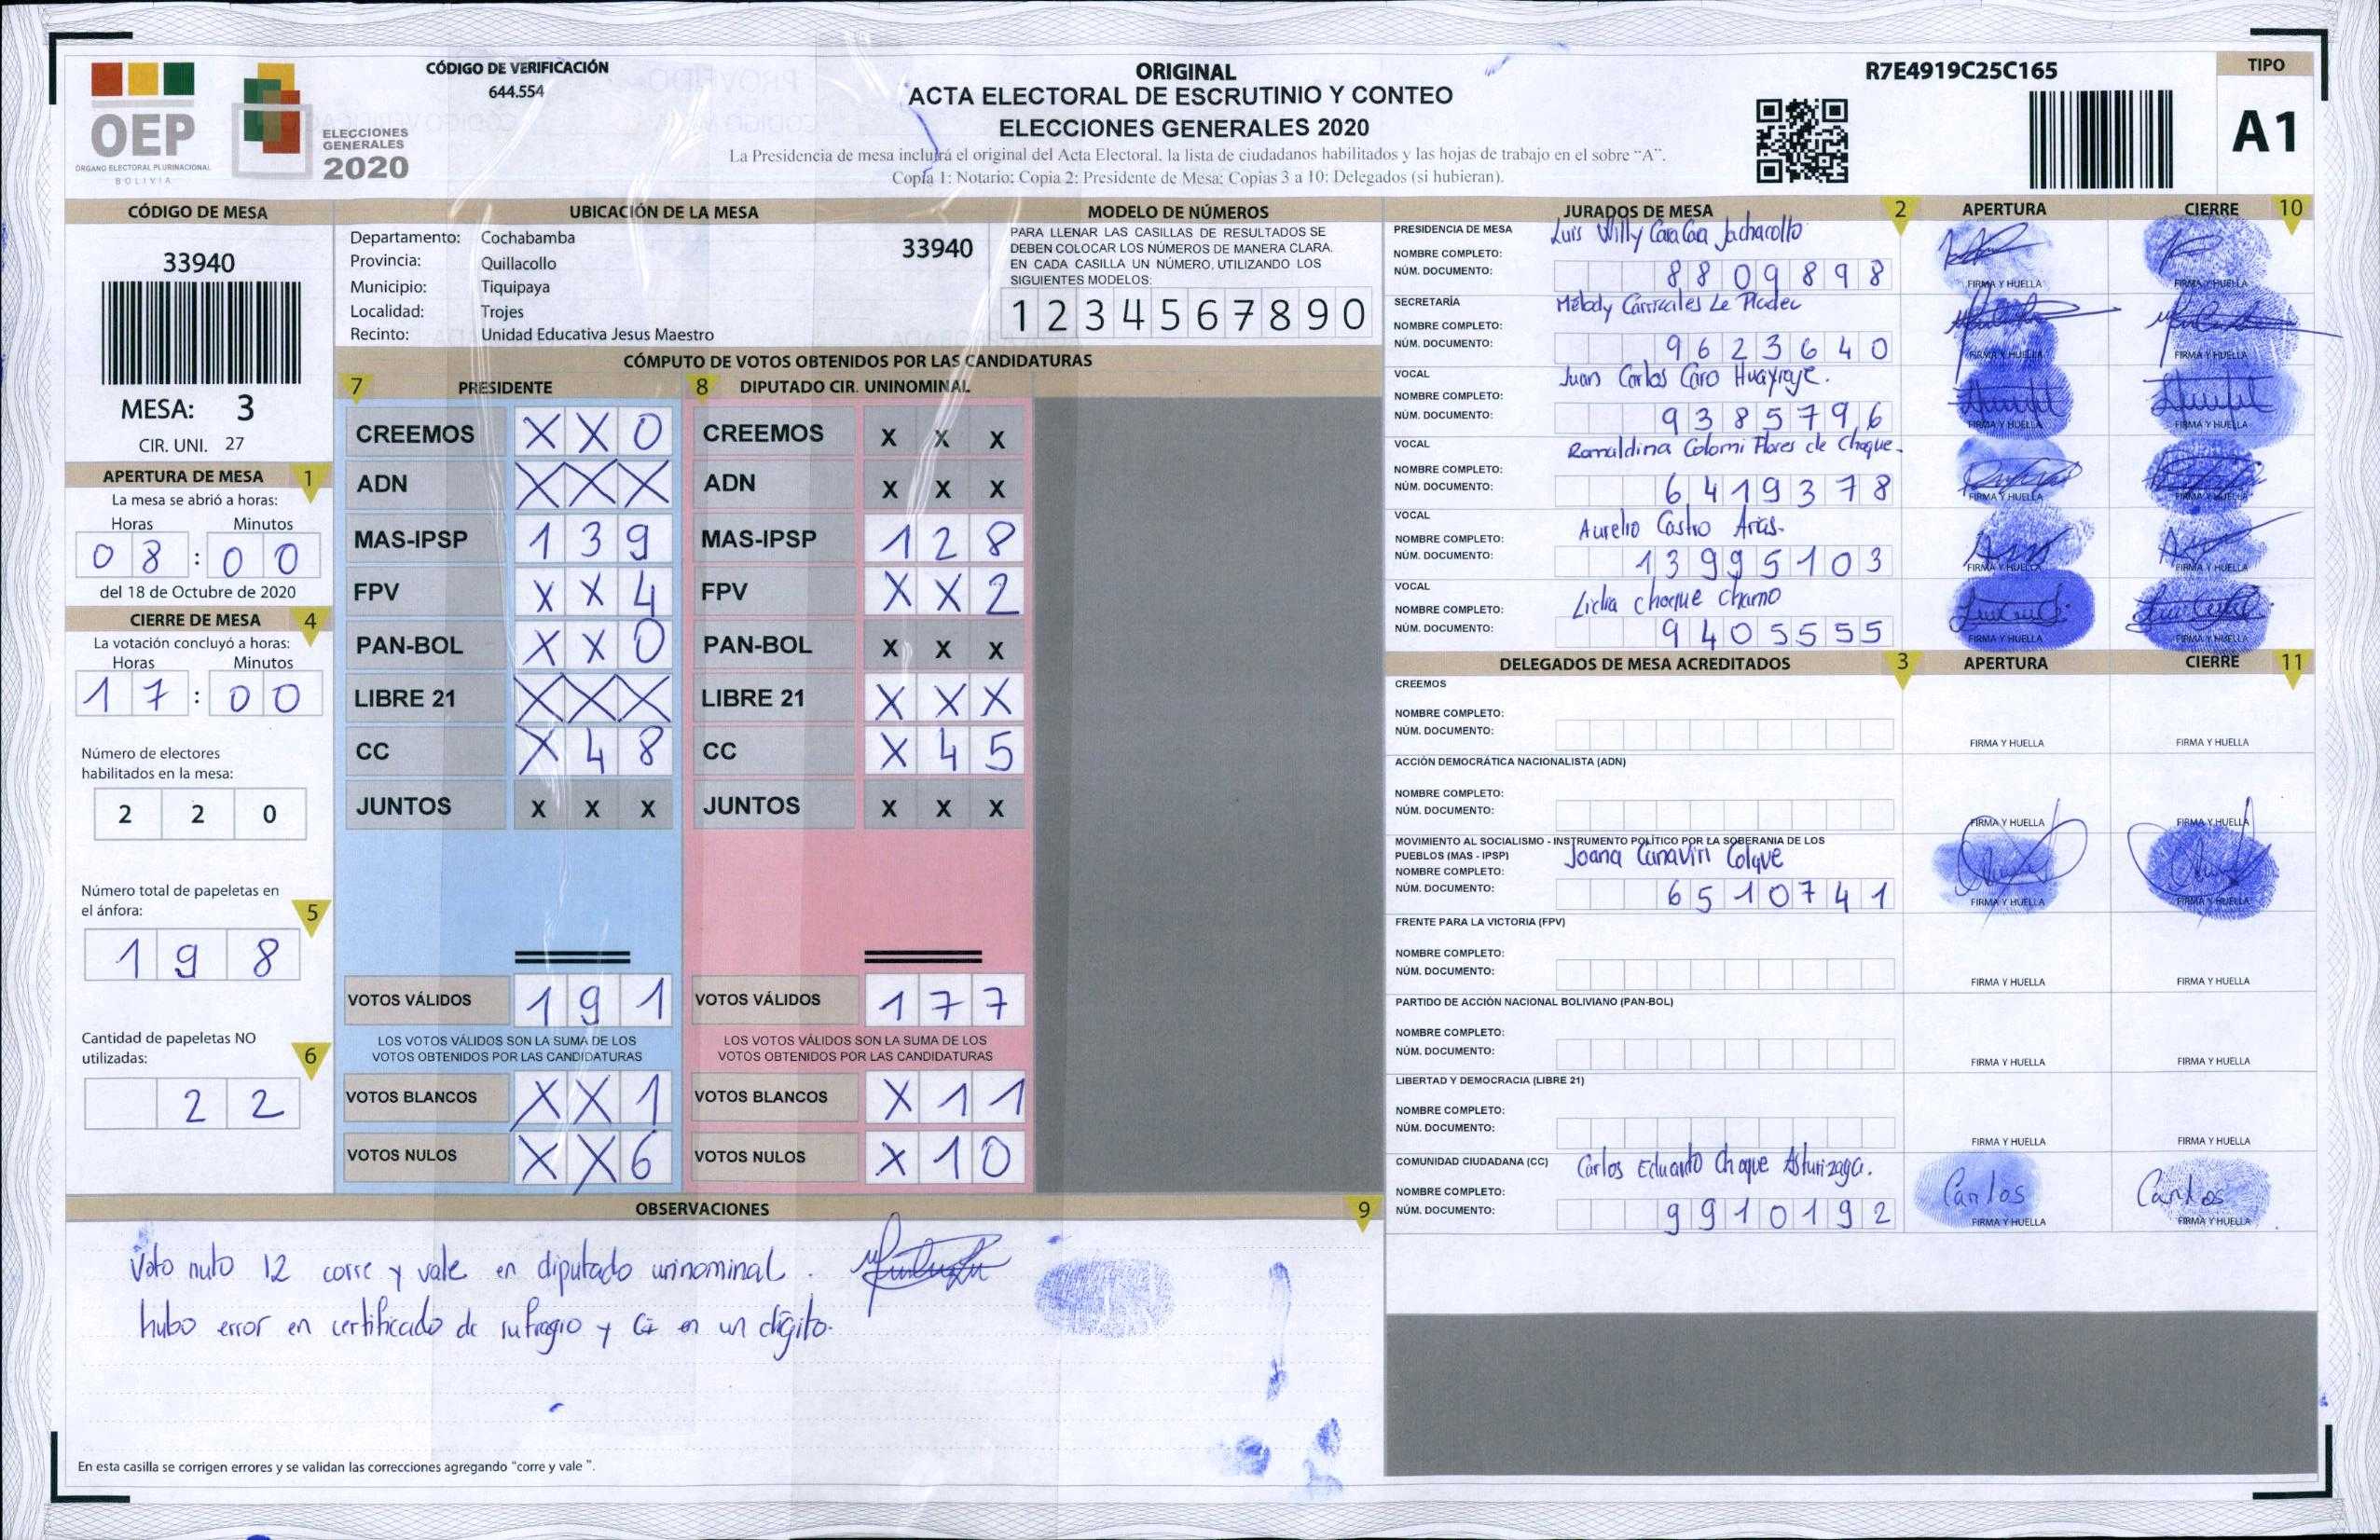 OEP
ÓRGANO ELECTORAL PLURINACIONAL
BOLIVIA
ELECCIONES
GENERALES
2020
CÓDIGO DE VERIFICACIÓN
644.554
ORIGINAL
ACTA ELECTORAL DE ESCRUTINIO Y CONTEO
ELECCIONES GENERALES 2020
La Presidencia de mesa incluirá el original del Acta Electoral, la lista de ciudadanos habilitados y las hojas de trabajo en el sobre "A".
Copia 1: Notario; Copia 2: Presidente de Mesa; Copias 3 a 10: Delegados (si hubieran).
R7E4919C25C165
TIPO
A1
CÓDIGO DE MESA
33940
MESA: 3
CIR. UNI. 27
APERTURA DE MESA 1
La mesa se abrió a horas:
Horas Minutos
08 : 00
del 18 de Octubre de 2020
CIERRE DE MESA 4
La votación concluyó a horas:
Horas Minutos
17 : 00
Número de electores
habilitados en la mesa:
2 2 0
Número total de papeletas en
el ánfora: 5
1 9 8
Cantidad de papeletas NO
utilizadas: 6
2 2
UBICACIÓN DE LA MESA
Departamento: Cochabamba
Provincia: Quillacollo
Municipio: Tiquipaya
Localidad: Trojes
Recinto: Unidad Educativa Jesus Maestro
33940
MODELO DE NÚMEROS
PARA LLENAR LAS CASILLAS DE RESULTADOS SE
DEBEN COLOCAR LOS NÚMEROS DE MANERA CLARA.
EN CADA CASILLA UN NÚMERO, UTILIZANDO LOS
SIGUIENTES MODELOS:
1 2 3 4 5 6 7 8 9 0
CÓMPUTO DE VOTOS OBTENIDOS POR LAS CANDIDATURAS
7 PRESIDENTE 8 DIPUTADO CIR. UNINOMINAL
CREEMOS X X 0 CREEMOS X X X
ADN X X X ADN X X X
MAS-IPSP 1 3 9 MAS-IPSP 1 2 8
FPV X X 4 FPV X X 2
PAN-BOL X X 0 PAN-BOL X X X
LIBRE 21 X X X LIBRE 21 X X X
CC X 4 8 CC X 4 5
JUNTOS X X X JUNTOS X X X
VOTOS VÁLIDOS 1 9 1 VOTOS VÁLIDOS 1 7 7
LOS VOTOS VÁLIDOS SON LA SUMA DE LOS LOS VOTOS VÁLIDOS SON LA SUMA DE LOS
VOTOS OBTENIDOS POR LAS CANDIDATURAS VOTOS OBTENIDOS POR LAS CANDIDATURAS
VOTOS BLANCOS X X 1 VOTOS BLANCOS X 1 1
VOTOS NULOS X X 6 VOTOS NULOS X 1 0
OBSERVACIONES 9
Voto nulo 12 corre y vale en diputado uninominal.
hubo error en certificado de sufragio y Ci en un digito.
En esta casilla se corrigen errores y se validan las correcciones agregando "corre y vale ".
JURADOS DE MESA 2 APERTURA CIERRE 10
PRESIDENCIA DE MESA Luis Willy
NOMBRE COMPLETO:
NÚM. DOCUMENTO: 8809898 FIRMA Y HUELLA FIRMA Y HUELLA
SECRETARÍA Melody Le
NOMBRE COMPLETO:
NÚM. DOCUMENTO: 9623640 FIRMA Y HUELLA FIRMA Y HUELLA
VOCAL Juan Carlos Caro
NOMBRE COMPLETO:
NÚM. DOCUMENTO: 9385796 FIRMA Y HUELLA FIRMA Y HUELLA
VOCAL Romaldina Colomi Flores de Choque.
NOMBRE COMPLETO:
NÚM. DOCUMENTO: 6419378 FIRMA Y HUELLA FIRMA Y HUELLA
VOCAL Aurelio Castro Arias.
NOMBRE COMPLETO:
NÚM. DOCUMENTO: 13995103 FIRMA Y HUELLA FIRMA Y HUELLA
VOCAL Lidia choque chamo
NOMBRE COMPLETO:
NÚM. DOCUMENTO: 9405555 FIRMA Y HUELLA FIRMA Y HUELLA
DELEGADOS DE MESA ACREDITADOS 3 APERTURA CIERRE 11
CREEMOS
NOMBRE COMPLETO:
NÚM. DOCUMENTO: FIRMA Y HUELLA FIRMA Y HUELLA
ACCIÓN DEMOCRÁTICA NACIONALISTA (ADN)
NOMBRE COMPLETO:
NÚM. DOCUMENTO: FIRMA Y HUELLA FIRMA Y HUELLA
MOVIMIENTO AL SOCIALISMO - INSTRUMENTO POLÍTICO POR LA SOBERANIA DE LOS
PUEBLOS (MAS - IPSP) Joana Canaviri Colque
NOMBRE COMPLETO:
NÚM. DOCUMENTO: 6510741 FIRMA Y HUELLA FIRMA Y HUELLA
FRENTE PARA LA VICTORIA (FPV)
NOMBRE COMPLETO:
NÚM. DOCUMENTO: FIRMA Y HUELLA FIRMA Y HUELLA
PARTIDO DE ACCIÓN NACIONAL BOLIVIANO (PAN-BOL)
NOMBRE COMPLETO:
NÚM. DOCUMENTO: FIRMA Y HUELLA FIRMA Y HUELLA
LIBERTAD Y DEMOCRACIA (LIBRE 21)
NOMBRE COMPLETO:
NÚM. DOCUMENTO: FIRMA Y HUELLA FIRMA Y HUELLA
COMUNIDAD CIUDADANA (CC) Carlos Eduardo Choque Asturizaga.
NOMBRE COMPLETO: Carlos Carlos
NÚM. DOCUMENTO: 9910192 FIRMA Y HUELLA FIRMA Y HUELLA